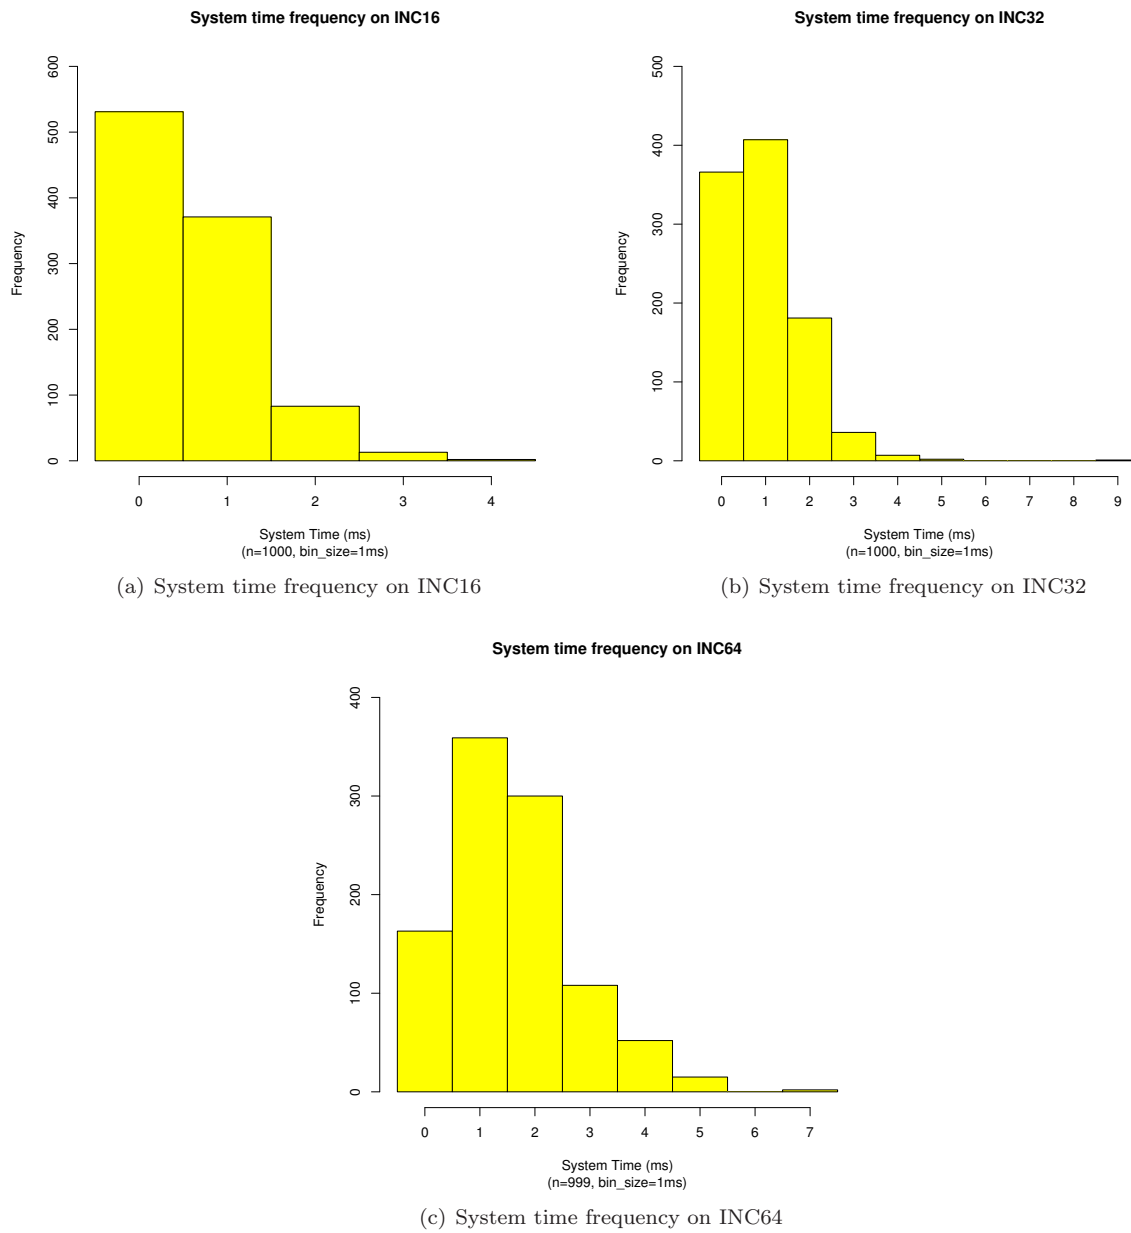 System time frequency on INC16
600
500
400
300
200
100
0
Frequency
0 1 2 3 4
System Time (ms)
(n=1000, bin_size=1ms)
(a) System time frequency on INC16
System time frequency on INC32
500
400
300
200
100
0
Frequency
0 1 2 3 4 5 6 7 8 9
System Time (ms)
(n=1000, bin_size=1ms)
(b) System time frequency on INC32
System time frequency on INC64
400
300
200
100
0
Frequency
0 1 2 3 4 5 6 7
System Time (ms)
(n=999, bin_size=1ms)
(c) System time frequency on INC64